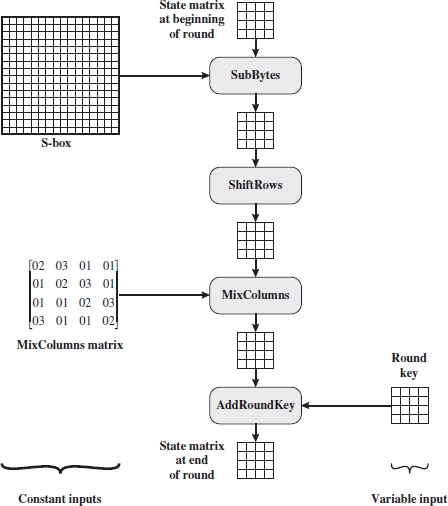 State matrix
at beginning
of round
SubBytes
S-box
ShiftRows
02 03 01 01
01 02 03 01
01 01 02 03
03 01 01 02
MixColumns
MixColumns matrix
Round
key
AddRoundKey
State matrix
at end
of round
Constant inputs
Variable input